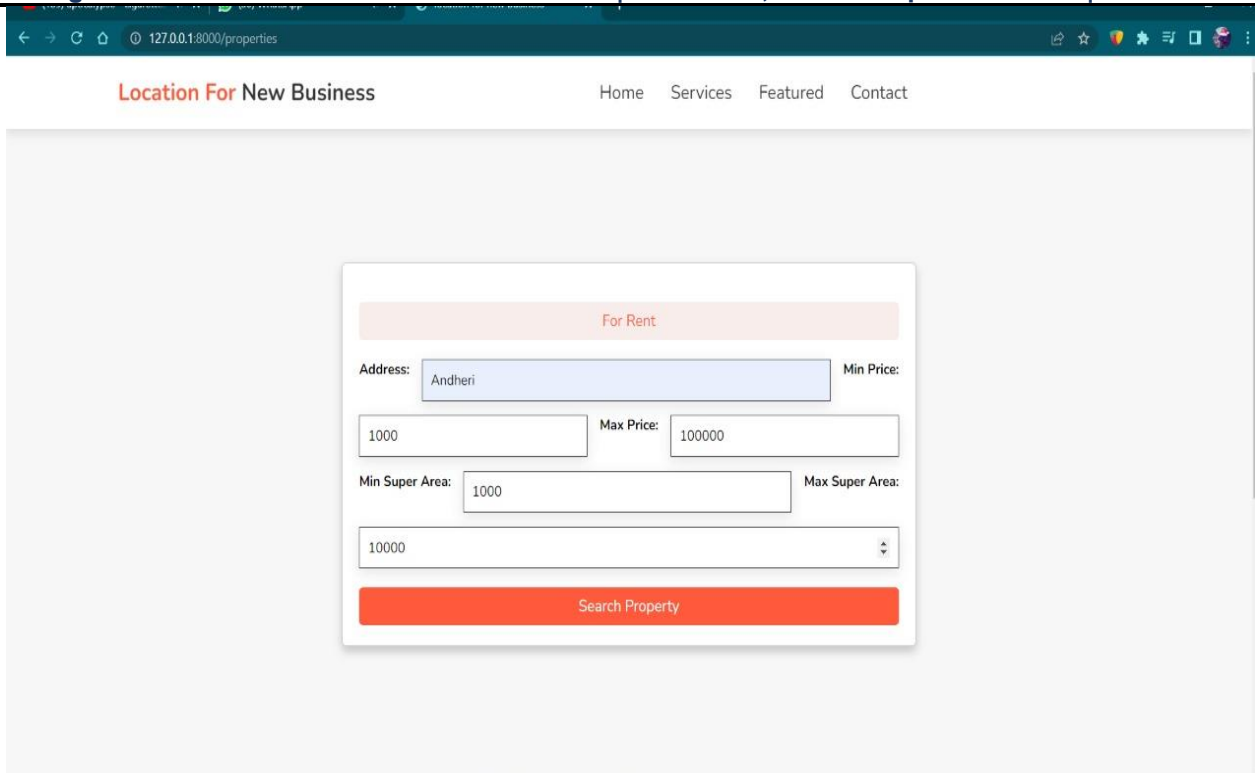 127.0.0.1:8000/properties
Location For New Business Home Services Featured Contact
For Rent
Address: Andheri Min Price:
1000 Max Price: 100000
Min Super Area: 1000 Max Super Area:
10000
Search Property